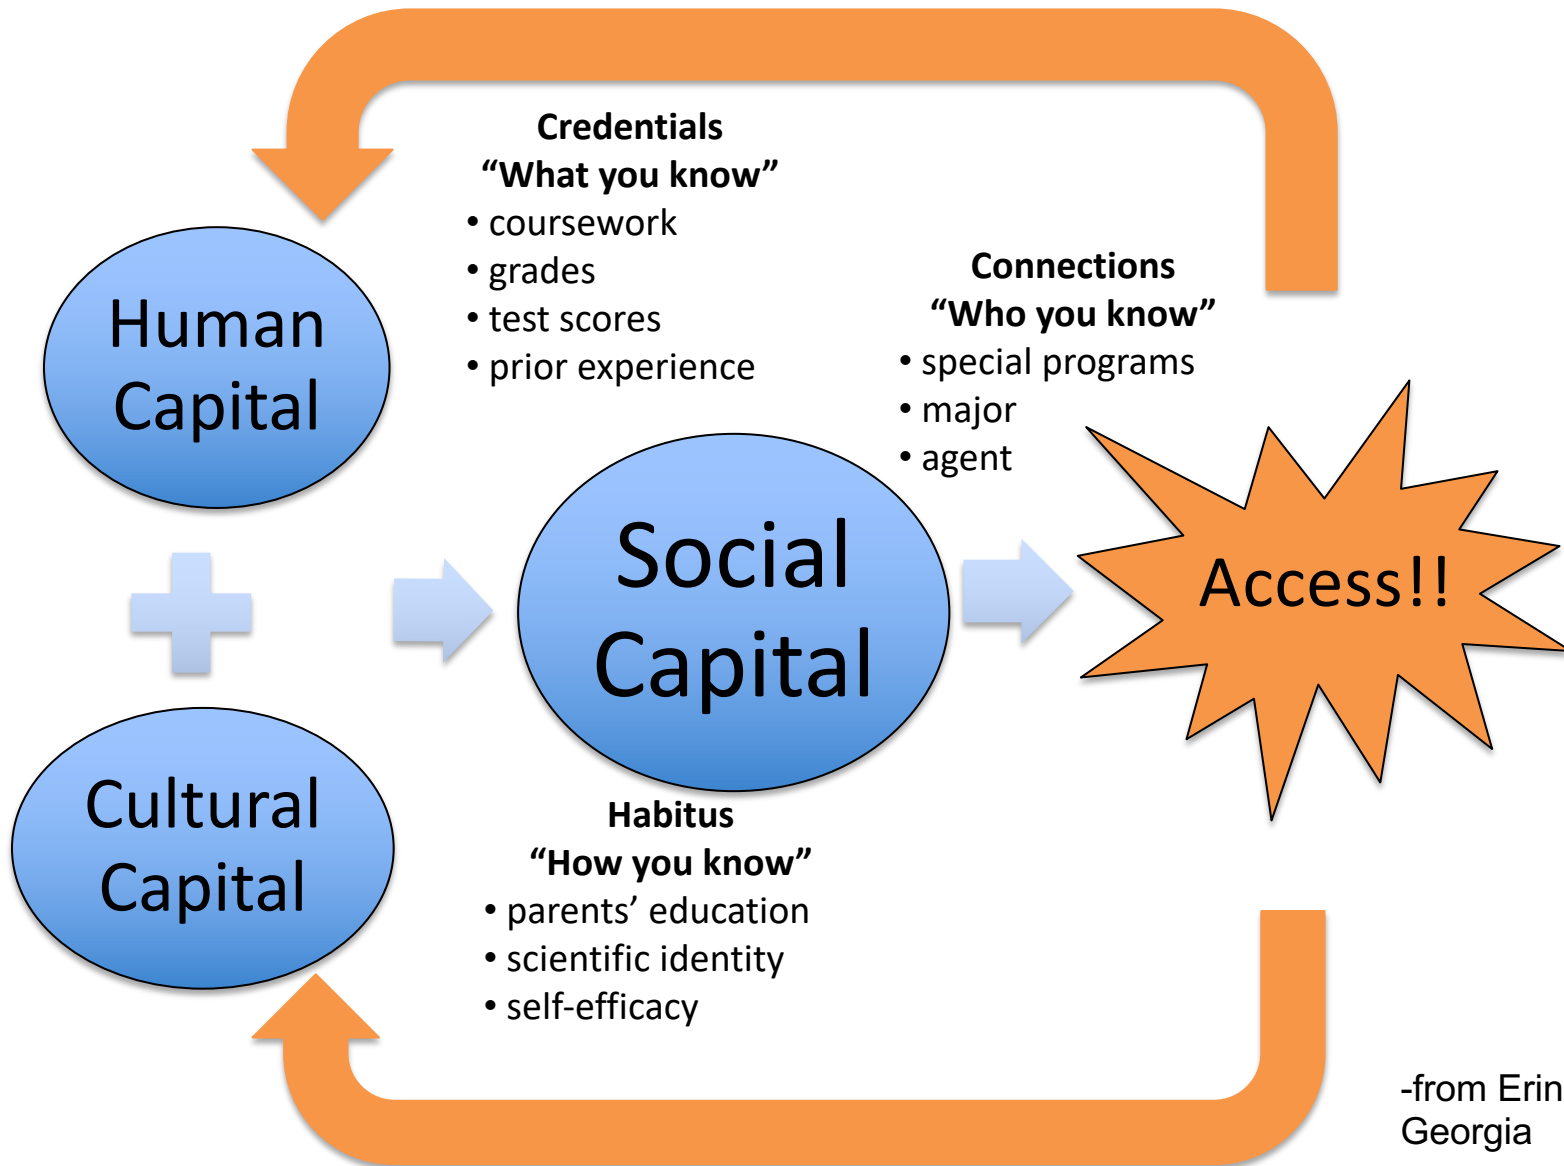 Credentials
“What you know”
• coursework
• grades
• test scores
• prior experience
Connections
“Who you know”
• special programs
• major
• agent
Human
Capital
Social
Capital
Access!!
Cultural
Capital
Habitus
“How you know”
• parents’ education
• scientific identity
• self-efficacy
-from Erin
Georgia